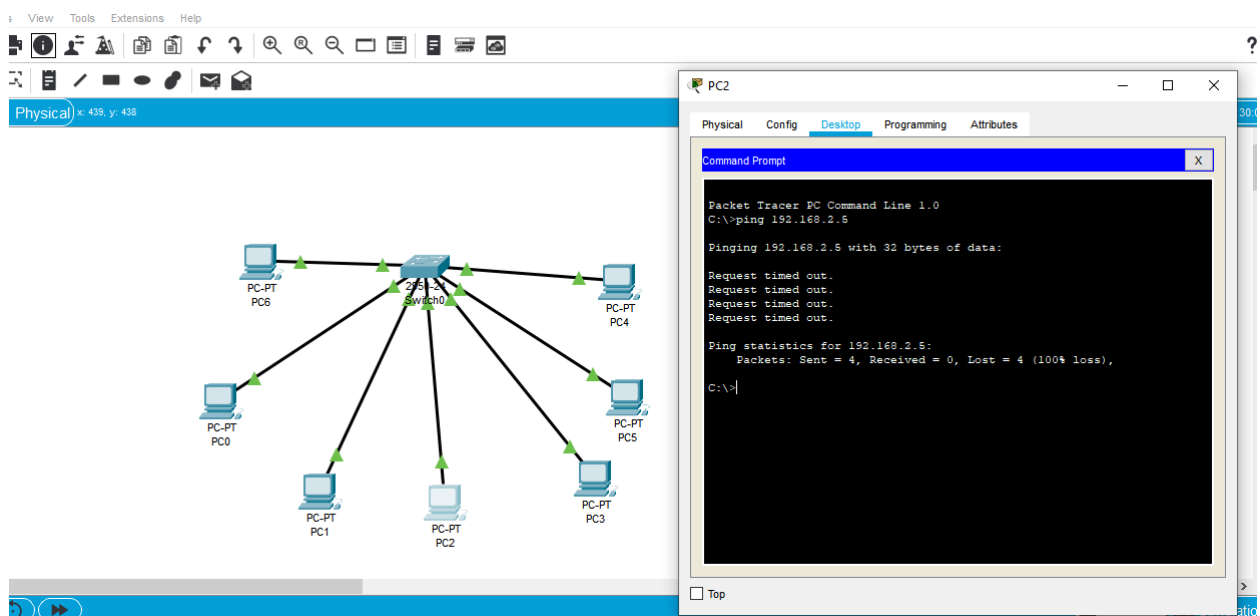 View Tools Extensions Help
?
Physical x: 439, y: 438
PC2
Physical Config Desktop Programming Attributes
Command Prompt
X
Packet Tracer PC Command Line 1.0
C:\>ping 192.168.2.5
Pinging 192.168.2.5 with 32 bytes of data:
Request timed out.
Request timed out.
Request timed out.
Request timed out.
Ping statistics for 192.168.2.5:
Packets: Sent = 4, Received = 0, Lost = 4 (100% loss),
C:\>
2950-24
Switch0
PC-PT
PC6
PC-PT
PC4
PC-PT
PC0
PC-PT
PC5
PC-PT
PC1
PC-PT
PC2
PC-PT
PC3
Top